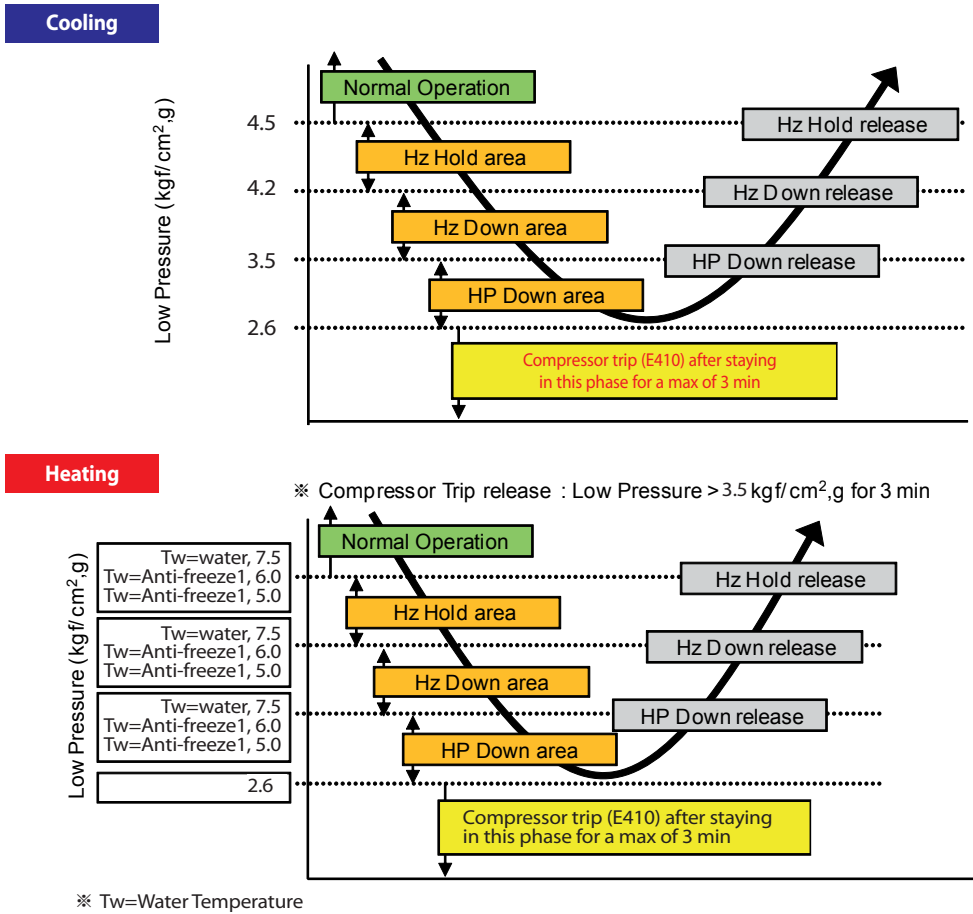 Cooling
Low Pressure (kgf/cm²,g)
Normal Operation
4.5
Hz Hold release
Hz Hold area
4.2
Hz Down release
Hz Down area
3.5
HP Down release
HP Down area
2.6
Compressor trip (E410) after staying
in this phase for a max of 3 min
Heating
※ Compressor Trip release : Low Pressure > 3.5 kgf/cm²,g for 3 min
Low Pressure (kgf/cm²,g)
Normal Operation
Tw=water, 7.5
Tw=Anti-freeze1, 6.0
Tw=Anti-freeze1, 5.0
Hz Hold release
Hz Hold area
Tw=water, 7.5
Tw=Anti-freeze1, 6.0
Tw=Anti-freeze1, 5.0
Hz Down release
Hz Down area
Tw=water, 7.5
Tw=Anti-freeze1, 6.0
Tw=Anti-freeze1, 5.0
HP Down release
HP Down area
2.6
Compressor trip (E410) after staying
in this phase for a max of 3 min
※ Tw=Water Temperature